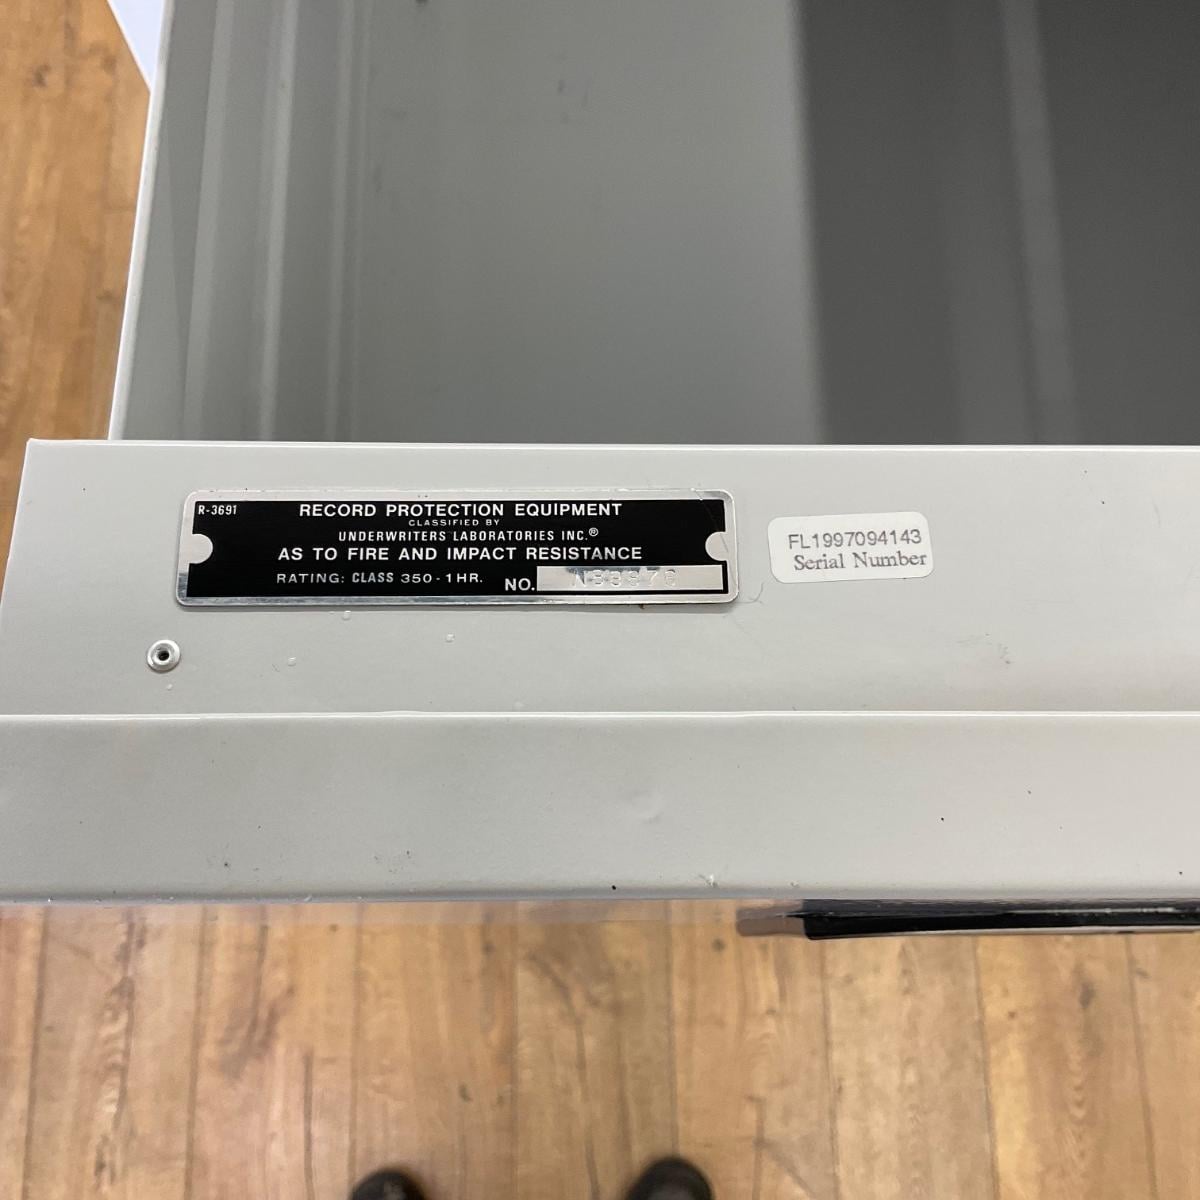 R-3691
RECORD PROTECTION EQUIPMENT
CLASSIFIED BY
UNDERWRITERS LABORATORIES INC.®
AS TO FIRE AND IMPACT RESISTANCE
RATING: CLASS 350-1HR. NO.
FL1997094143
Serial Number